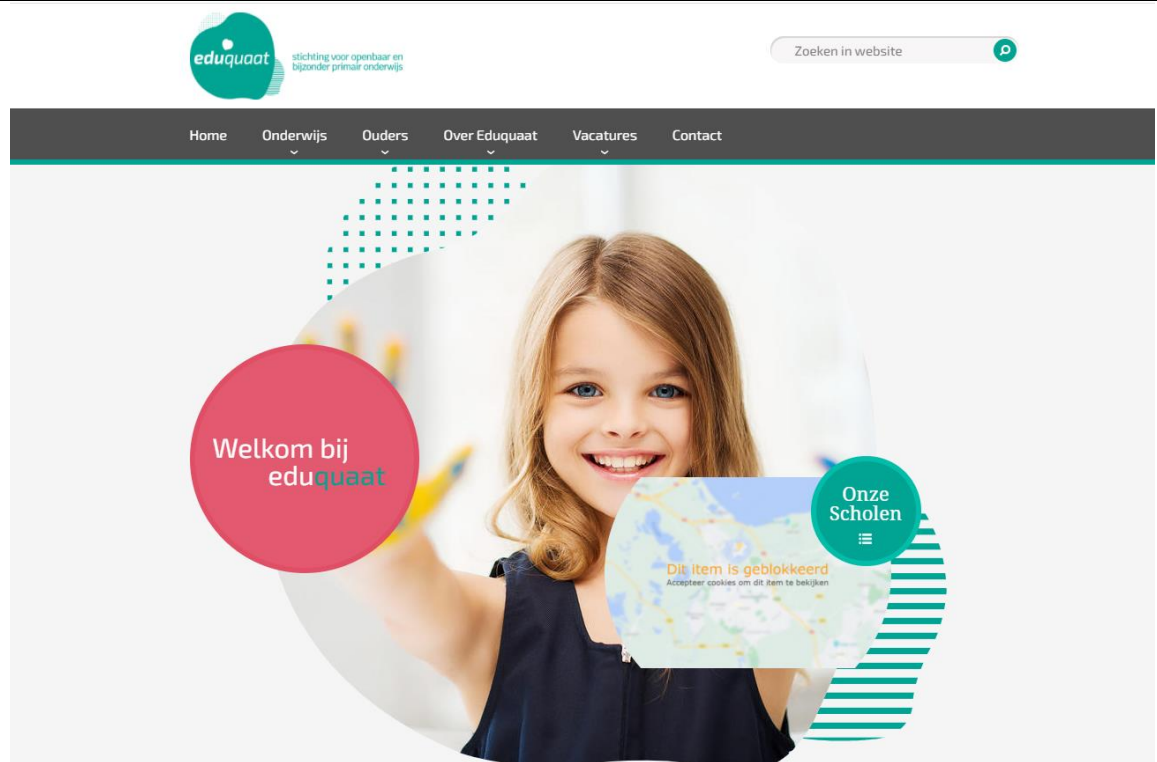 eduquaat
stichting voor openbaar en
bijzonder primair onderwijs
Zoeken in website
Home Onderwijs Ouders Over Eduquaat Vacatures Contact
Welkom bij
eduquaat
Onze
Scholen
Dit item is geblokkeerd
Accepteer cookies om dit item te bekijken